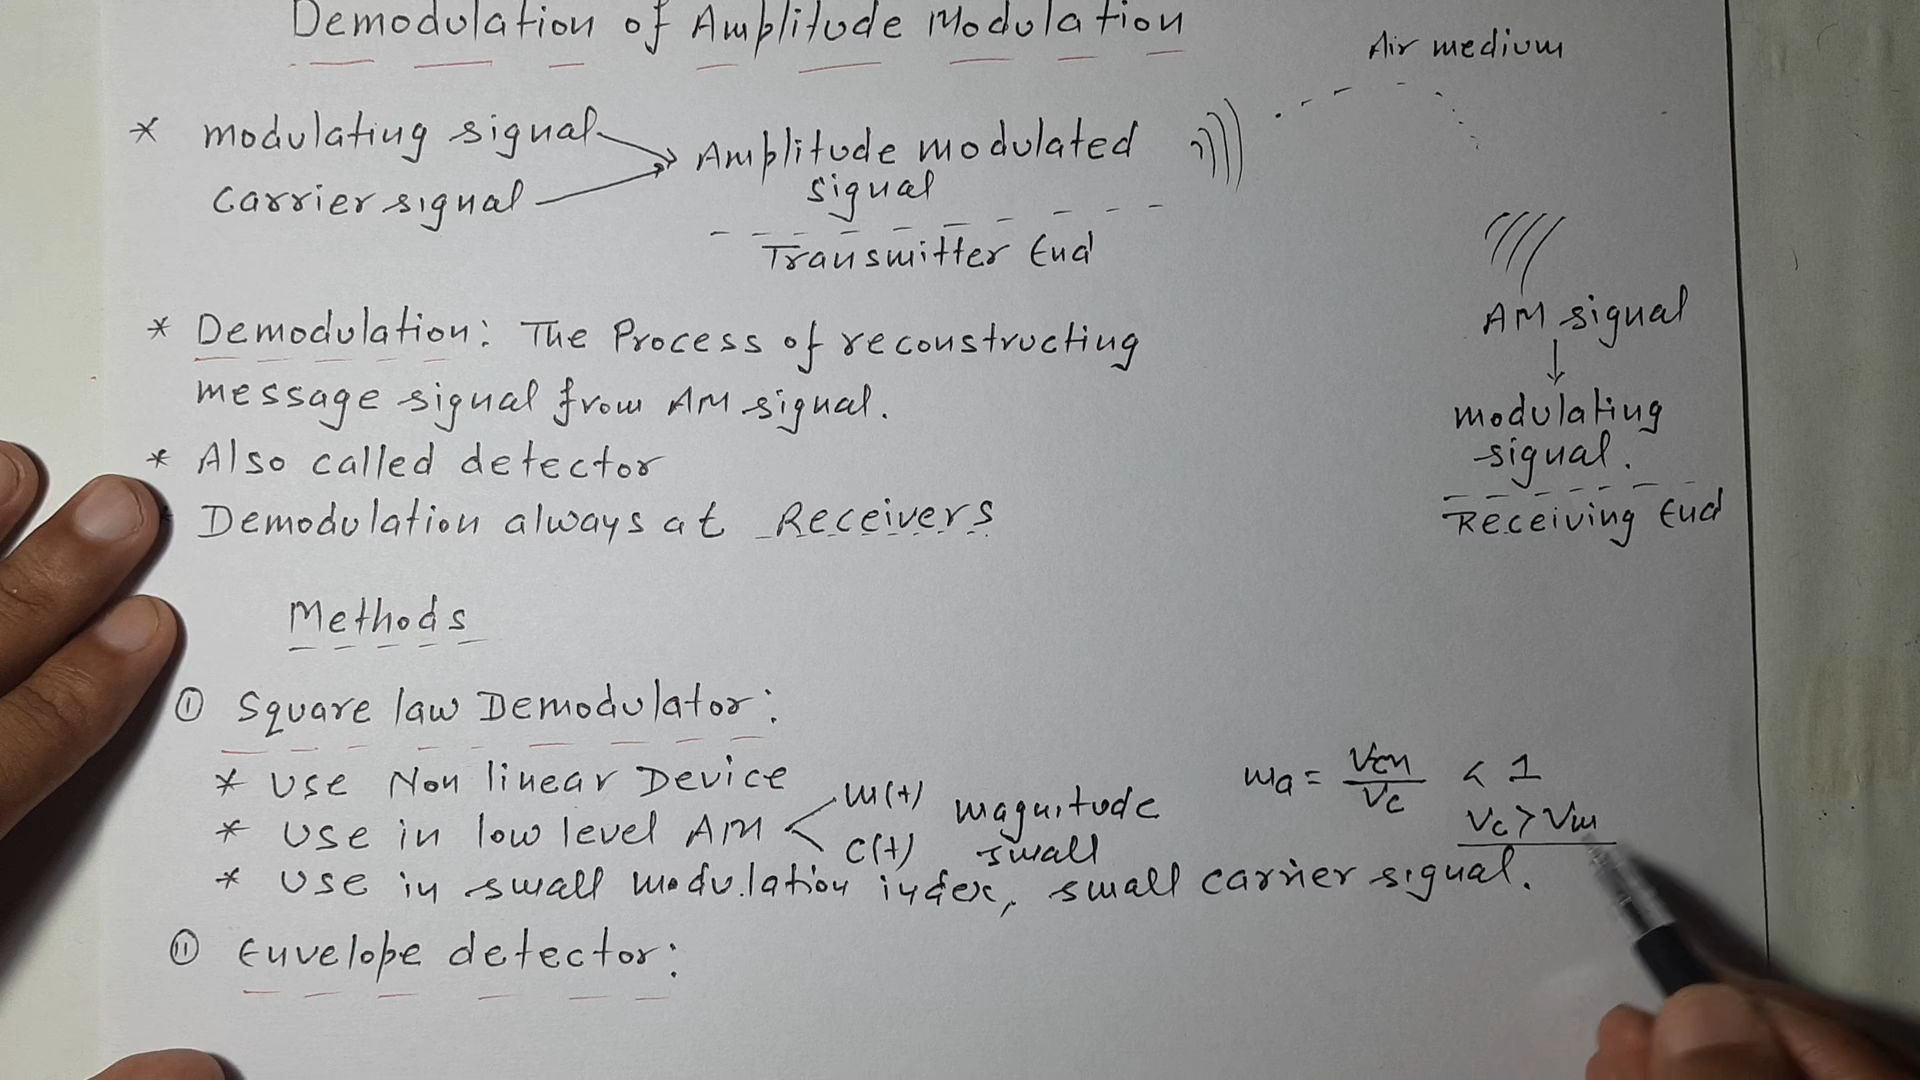 Demodulation of Amplitude Modulation
Air medium
* modulating signal
carrier signal
Amplitude modulated
signal
Transmitter End
AM signal
modulating
signal.
Receiving End
* Demodulation: The Process of reconstructing
message signal from AM signal.
* Also called detector
* Demodulation always at Receivers
Methods
① Square law Demodulator:
* Use Non linear Device
* Use in low level AM m(t) magnitude
c(t) small
ma = Vm/Vc < 1
Vc > Vm
* Use in small modulation index, small carrier signal.
⑪ Envelope detector: